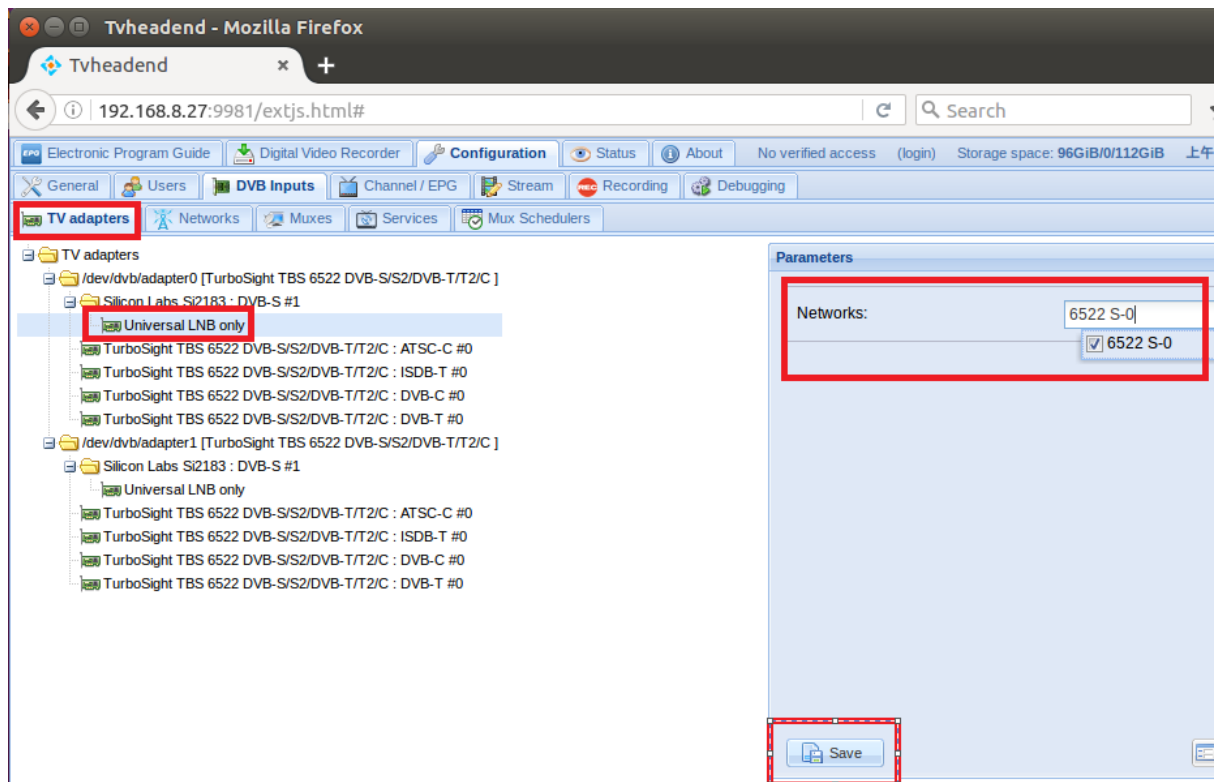 Tvheadend - Mozilla Firefox
Tvheadend
192.168.8.27:9981/extjs.html#
Search
EPG Electronic Program Guide Digital Video Recorder Configuration Status About No verified access (login) Storage space: 96GiB/0/112GiB 上午
General Users DVB Inputs Channel / EPG Stream REC Recording Debugging
TV adapters Networks Muxes Services Mux Schedulers
TV adapters
/dev/dvb/adapter0 [TurboSight TBS 6522 DVB-S/S2/DVB-T/T2/C ]
Silicon Labs Si2183 : DVB-S #1
Universal LNB only
TurboSight TBS 6522 DVB-S/S2/DVB-T/T2/C : ATSC-C #0
TurboSight TBS 6522 DVB-S/S2/DVB-T/T2/C : ISDB-T #0
TurboSight TBS 6522 DVB-S/S2/DVB-T/T2/C : DVB-C #0
TurboSight TBS 6522 DVB-S/S2/DVB-T/T2/C : DVB-T #0
/dev/dvb/adapter1 [TurboSight TBS 6522 DVB-S/S2/DVB-T/T2/C ]
Silicon Labs Si2183 : DVB-S #1
Universal LNB only
TurboSight TBS 6522 DVB-S/S2/DVB-T/T2/C : ATSC-C #0
TurboSight TBS 6522 DVB-S/S2/DVB-T/T2/C : ISDB-T #0
TurboSight TBS 6522 DVB-S/S2/DVB-T/T2/C : DVB-C #0
TurboSight TBS 6522 DVB-S/S2/DVB-T/T2/C : DVB-T #0
Parameters
Networks: 6522 S-0
6522 S-0
Save